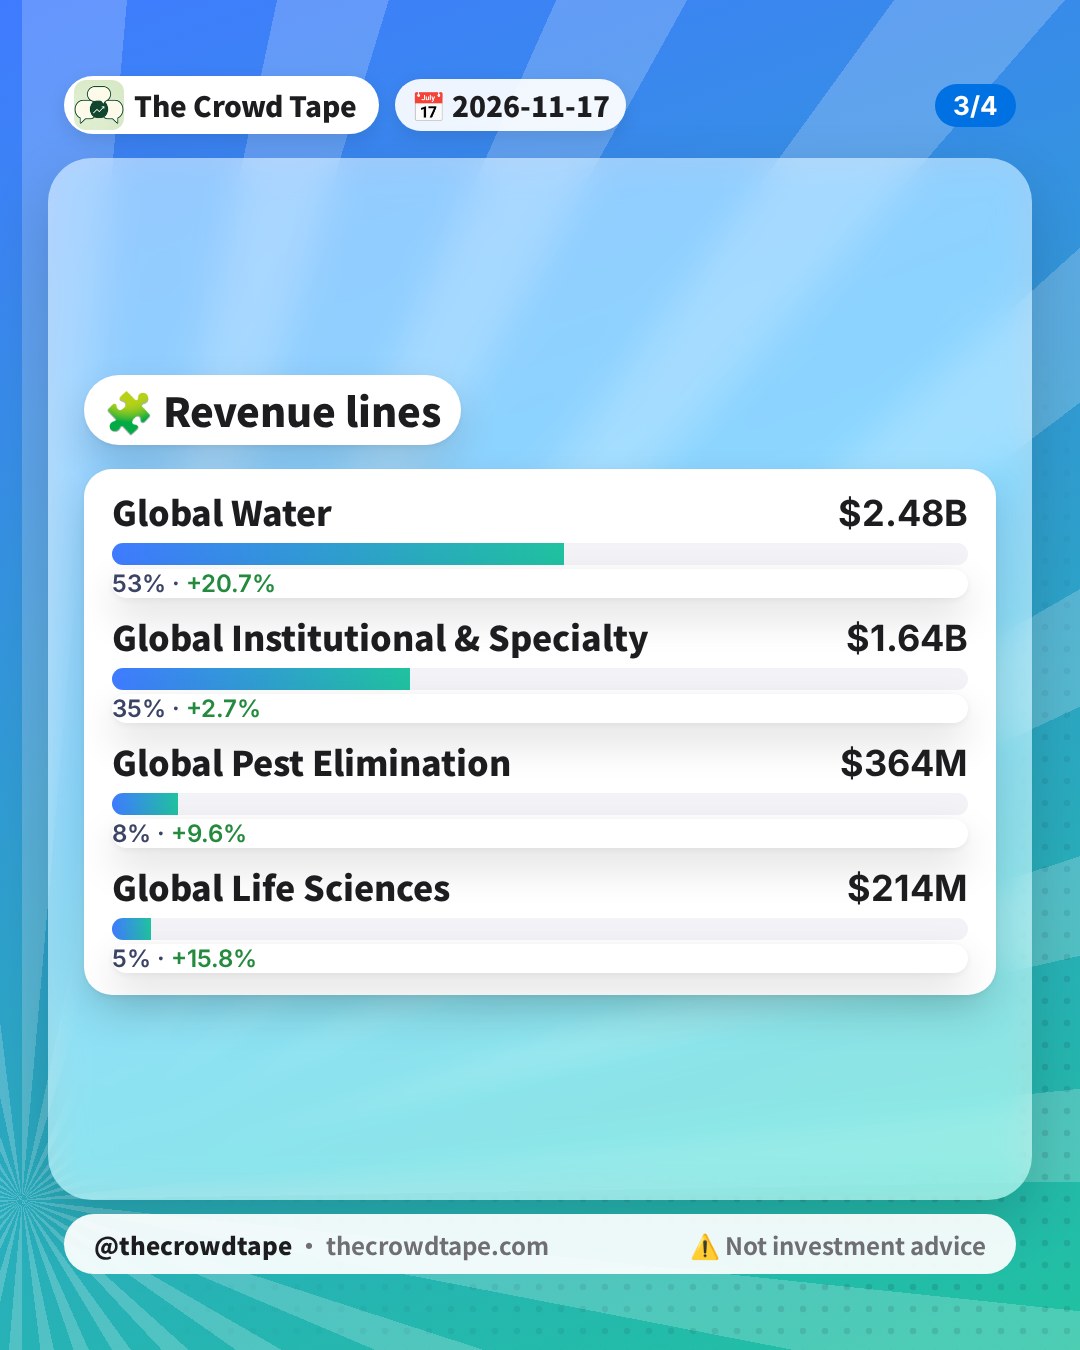 The Crowd Tape
📅 2026-11-17
3/4
🧩 Revenue lines
Global Water $2.48B
53% · +20.7%
Global Institutional & Specialty $1.64B
35% · +2.7%
Global Pest Elimination $364M
8% · +9.6%
Global Life Sciences $214M
5% · +15.8%
@thecrowdtape • thecrowdtape.com ⚠️ Not investment advice